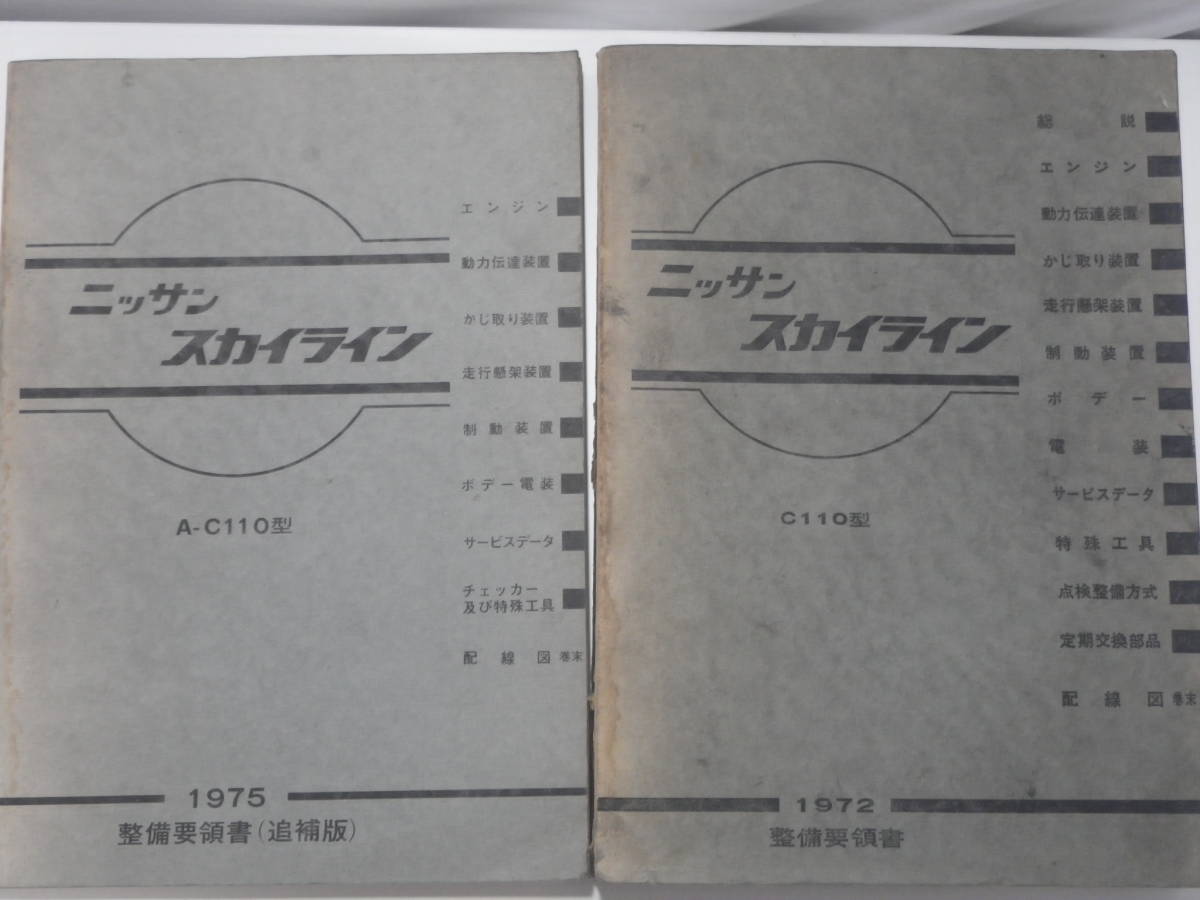 ニッサン
スカイライン
A-C110型
エンジン
動力伝達装置
かじ取り装置
走行懸架装置
制動装置
ボデー電装
サービスデータ
チェッカー
及び特殊工具
配線図 巻末
1975
整備要領書(追補版)
ニッサン
スカイライン
C110型
総説
エンジン
動力伝達装置
かじ取り装置
走行懸架装置
制動装置
ボデー
電装
サービスデータ
特殊工具
点検整備方式
定期交換部品
配線図 巻末
1972
整備要領書